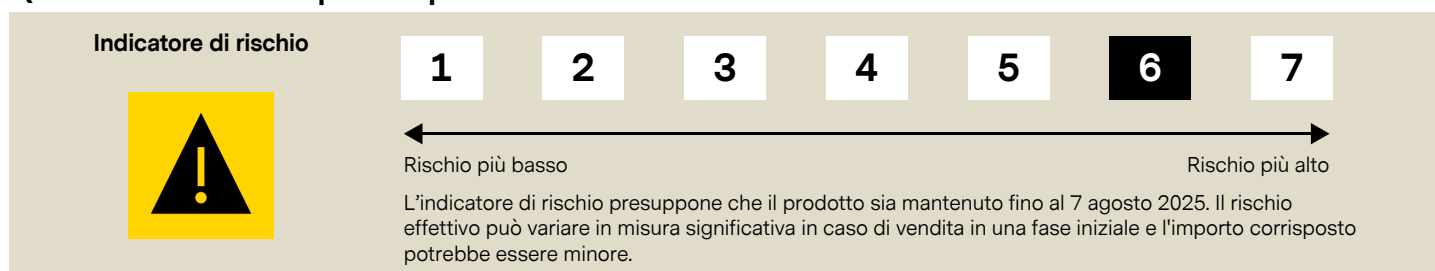 Indicatore di rischio
1 2 3 4 5 6 7
Rischio più basso Rischio più alto
L'indicatore di rischio presuppone che il prodotto sia mantenuto fino al 7 agosto 2025. Il rischio
effettivo può variare in misura significativa in caso di vendita in una fase iniziale e l'importo corrisposto
potrebbe essere minore.